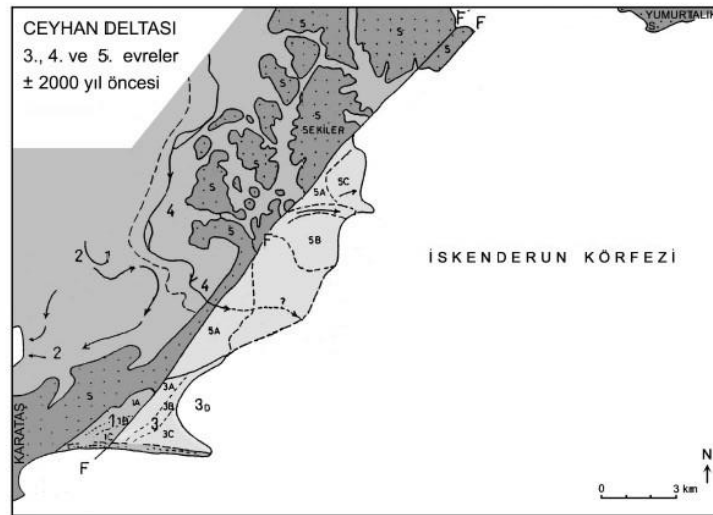 CEYHAN DELTASI
3., 4. ve 5. evreler
± 2000 yıl öncesi
F
F
YUMURTALIK
S
S
S
S
S
S
S
SEKİLER
S
5A
5C
4
S
S
F
5B
İSKENDERUN KÖRFEZİ
2
4
?
2
5A
S
3A
1A
3B
3D
1
1B
3
3C
1C
KARATAŞ
F
N
0 3 km